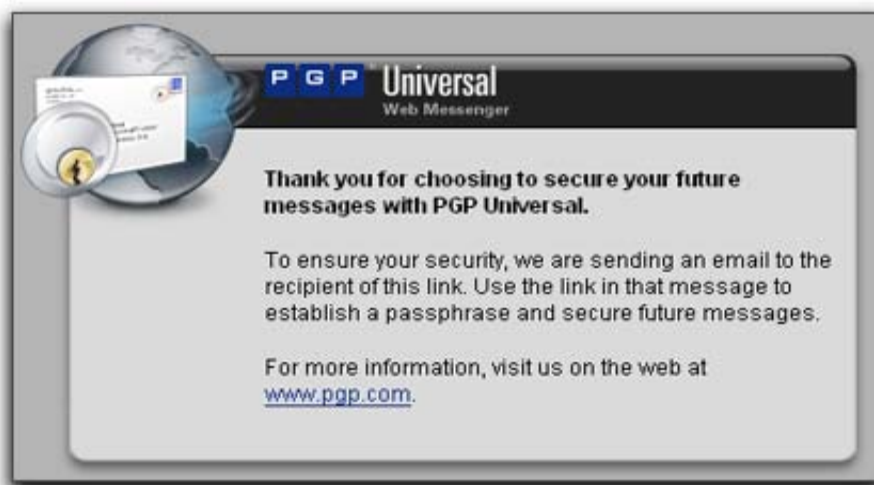 PGP Universal
Web Messenger
Thank you for choosing to secure your future
messages with PGP Universal.
To ensure your security, we are sending an email to the
recipient of this link. Use the link in that message to
establish a passphrase and secure future messages.
For more information, visit us on the web at
www.pgp.com.